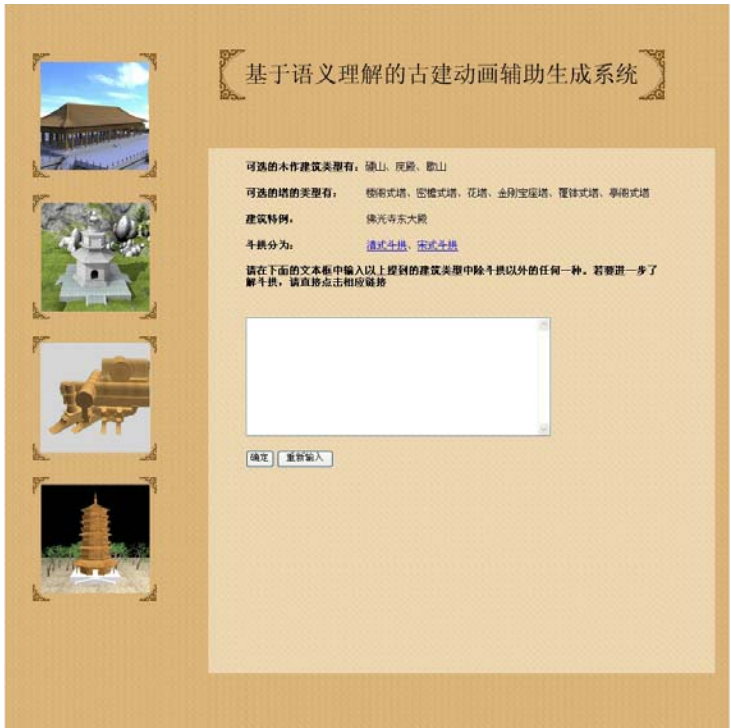 基于语义理解的古建动画辅助生成系统
可选的木作建筑类型有：硬山、庑殿、歇山
可选的塔的类型有： 楼阁式塔、密檐式塔、花塔、金刚宝座塔、覆钵式塔、亭阁式塔
建筑特例： 佛光寺东大殿
斗拱分为： 清式斗拱、宋式斗拱
请在下面的文本框中输入以上提到的建筑类型中除斗拱以外的任何一种。若要进一步了
解斗拱，请直接点击相应链接
确定 重新输入